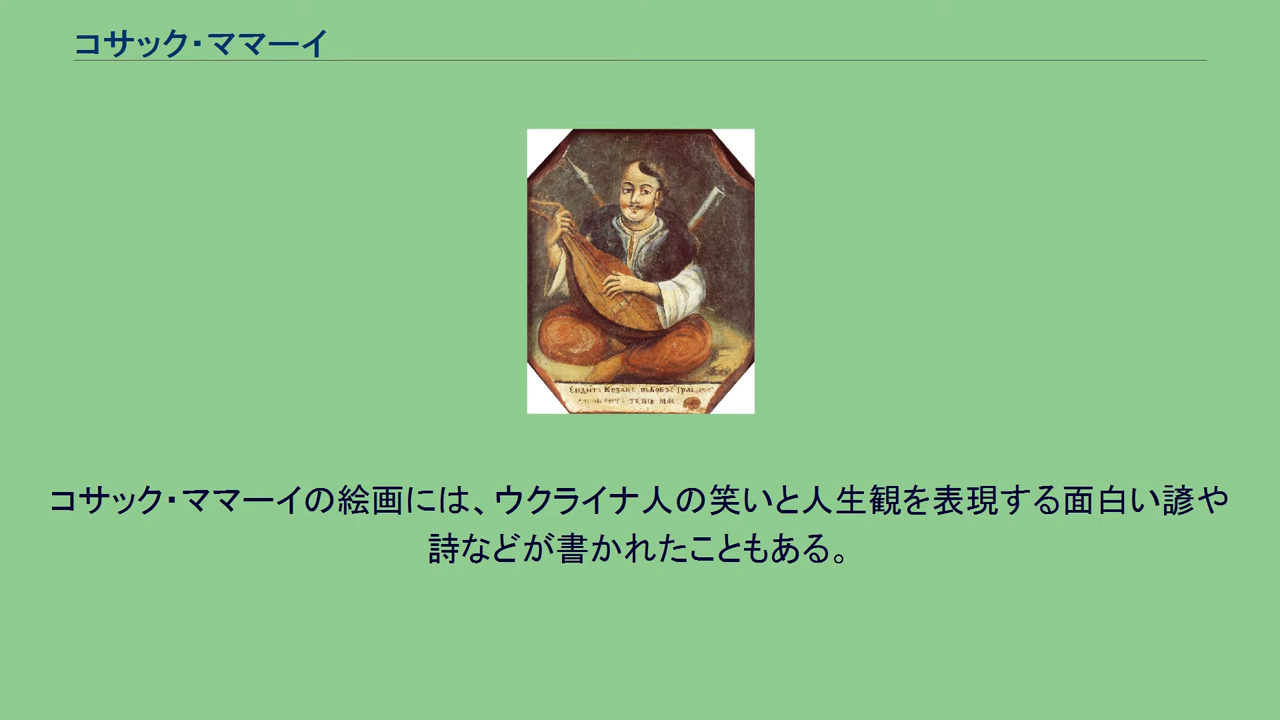 コサック・ママーイ
СИДИТЪ КОЗАКЪ
コサック・ママーイの絵画には、ウクライナ人の笑いと人生観を表現する面白い諺や
詩などが書かれたこともある。